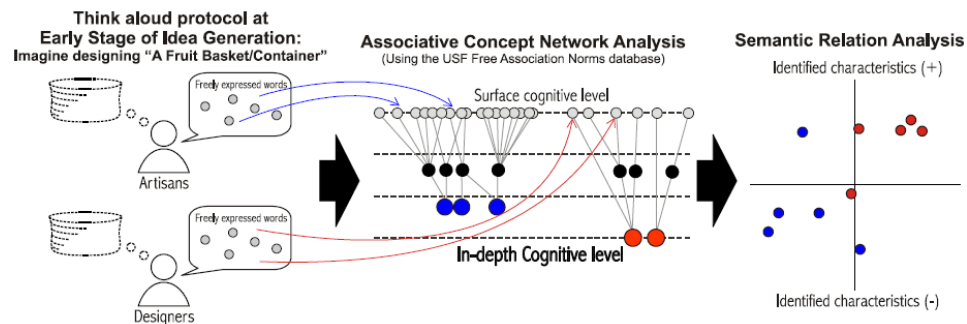 Think aloud protocol at
Early Stage of Idea Generation:
Imagine designing "A Fruit Basket/Container"
Freely expressed words
Artisans
Freely expressed words
Designers
Associative Concept Network Analysis
(Using the USF Free Association Norms database)
Surface cognitive level
In-depth Cognitive level
Semantic Relation Analysis
Identified characteristics (+)
Identified characteristics (-)